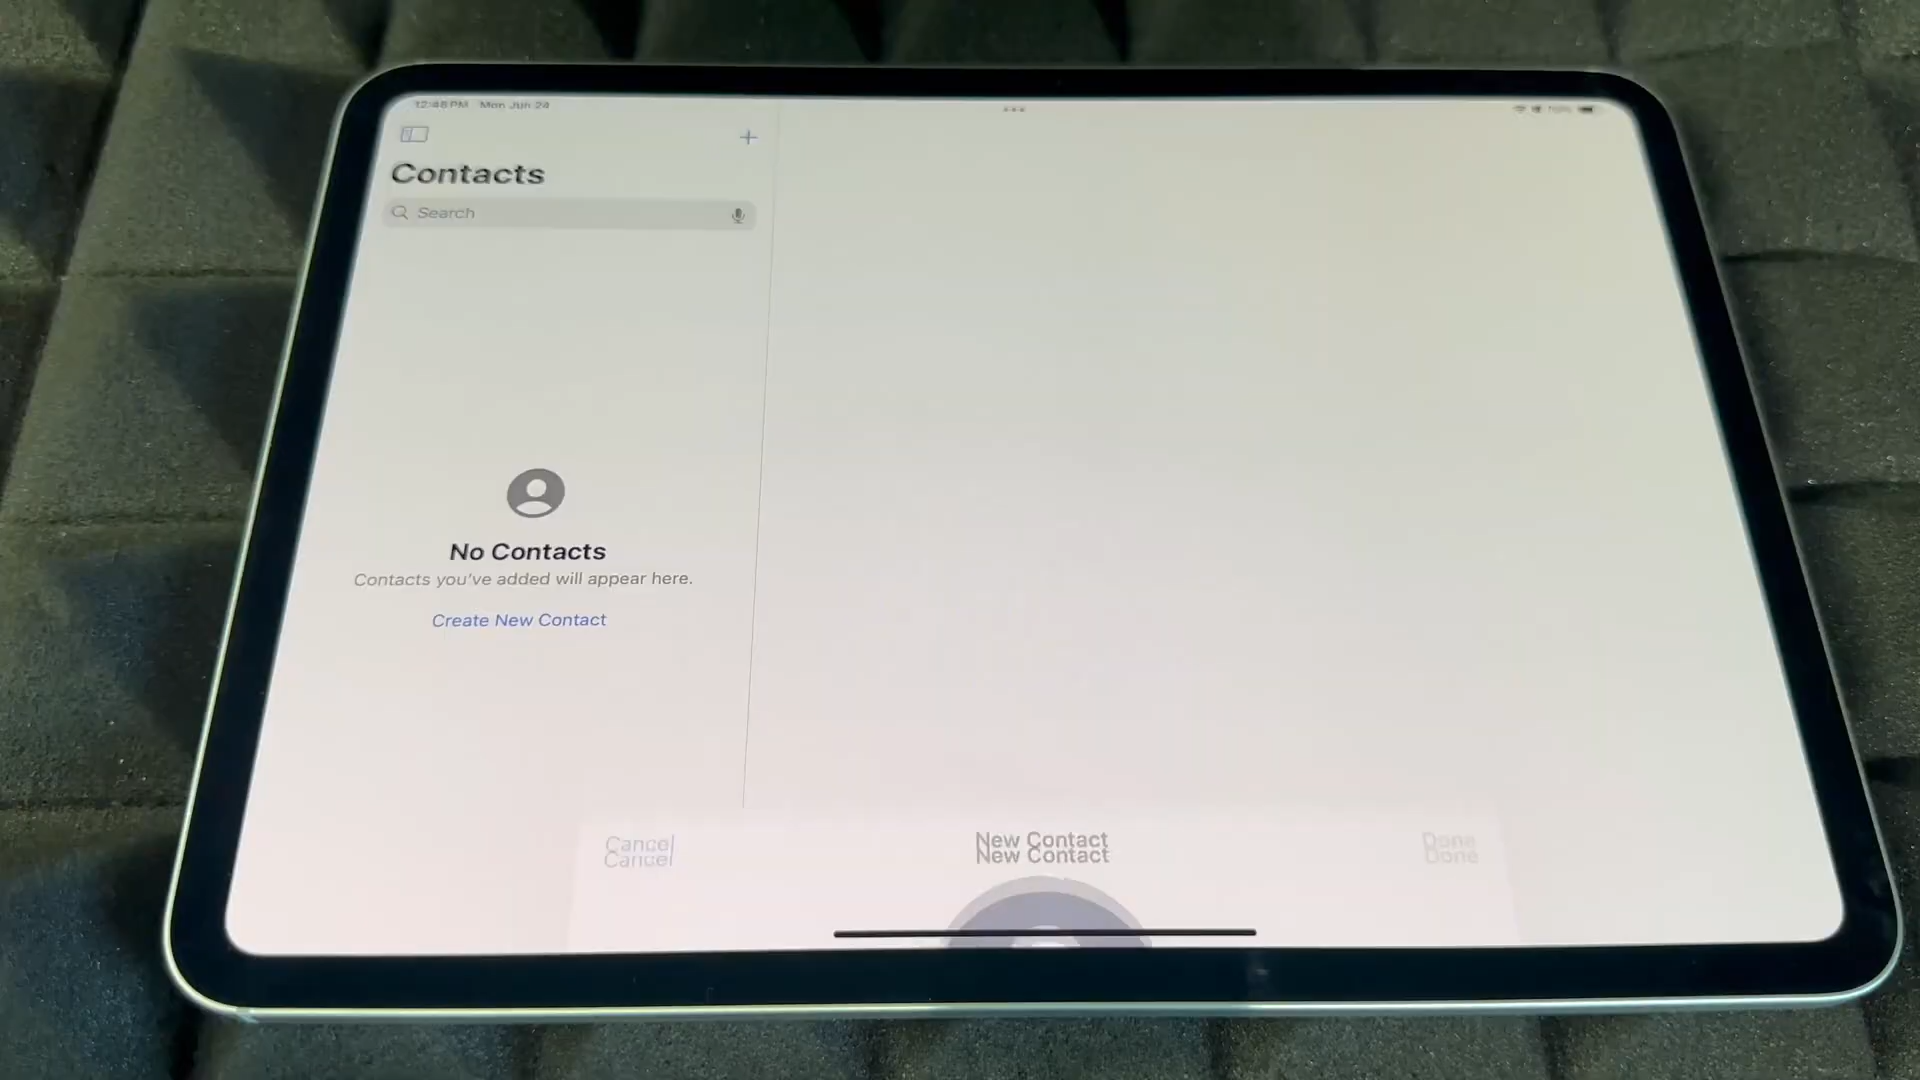 12:48 PM Mon Jun 24
Contacts
Search
No Contacts
Contacts you've added will appear here.
Create New Contact
Cancel New Contact Done
Cancel New Contact Done